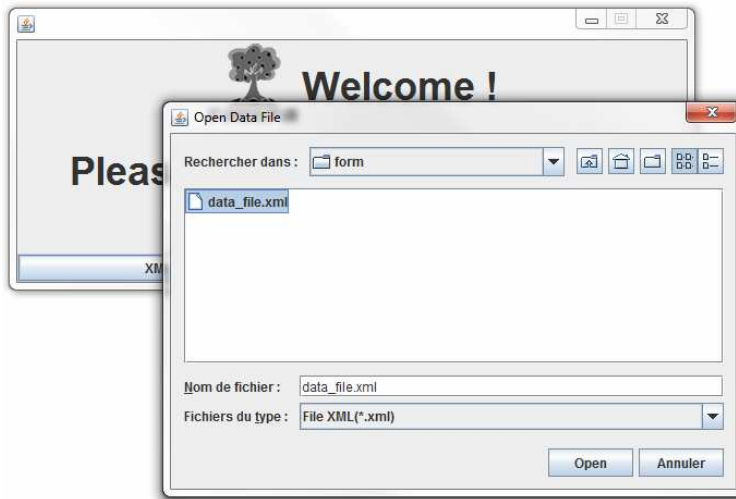 Welcome !
Open Data File
Rechercher dans :
form
Pleas
data_file.xml
XM
Nom de fichier :
data_file.xml
Fichiers du type :
File XML(*.xml)
Open
Annuler